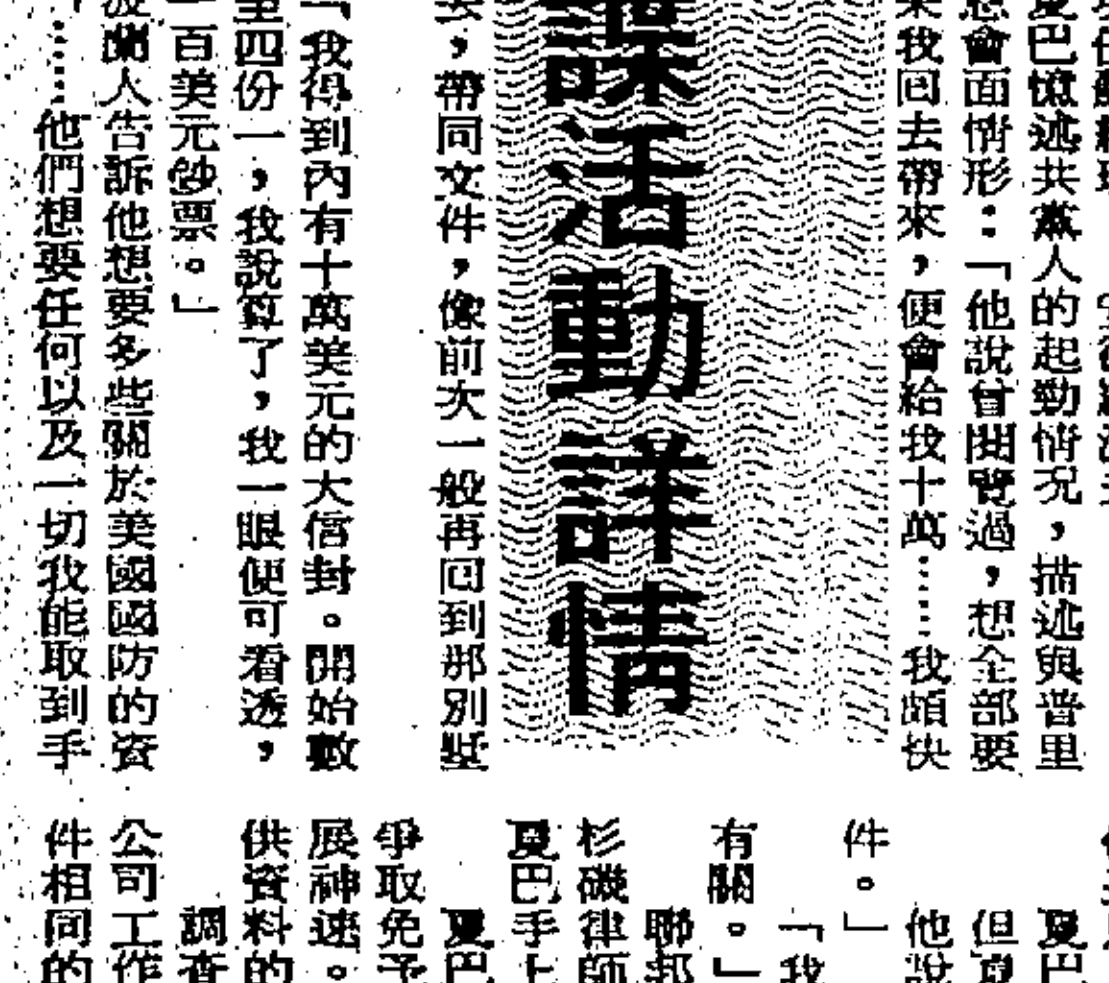 夏巴憶述共黨人的起勁情况，描述與晋里
想會面情形：「他說曾閱覽過，想全部要
來我回去帶來，便會給我十萬……我頗快
諜活動詳情
去，帶同文件，像前次一般再回到那別墅
「我得到內有十萬美元的大信封。開始數
至四份一，我說算了，我一眼便可看透，
一百美元鈔票。」
波蘭人告訴他想要多些關於美國國防的資
……他們想要任何以及一切我能取到手
夏巴
但夏
他說
件。」
「我
有關。」
聯邦
杉磯律師
夏巴手上
夏巴
爭取免予
展神速。
供資料的
調查
公司工作
件相同的